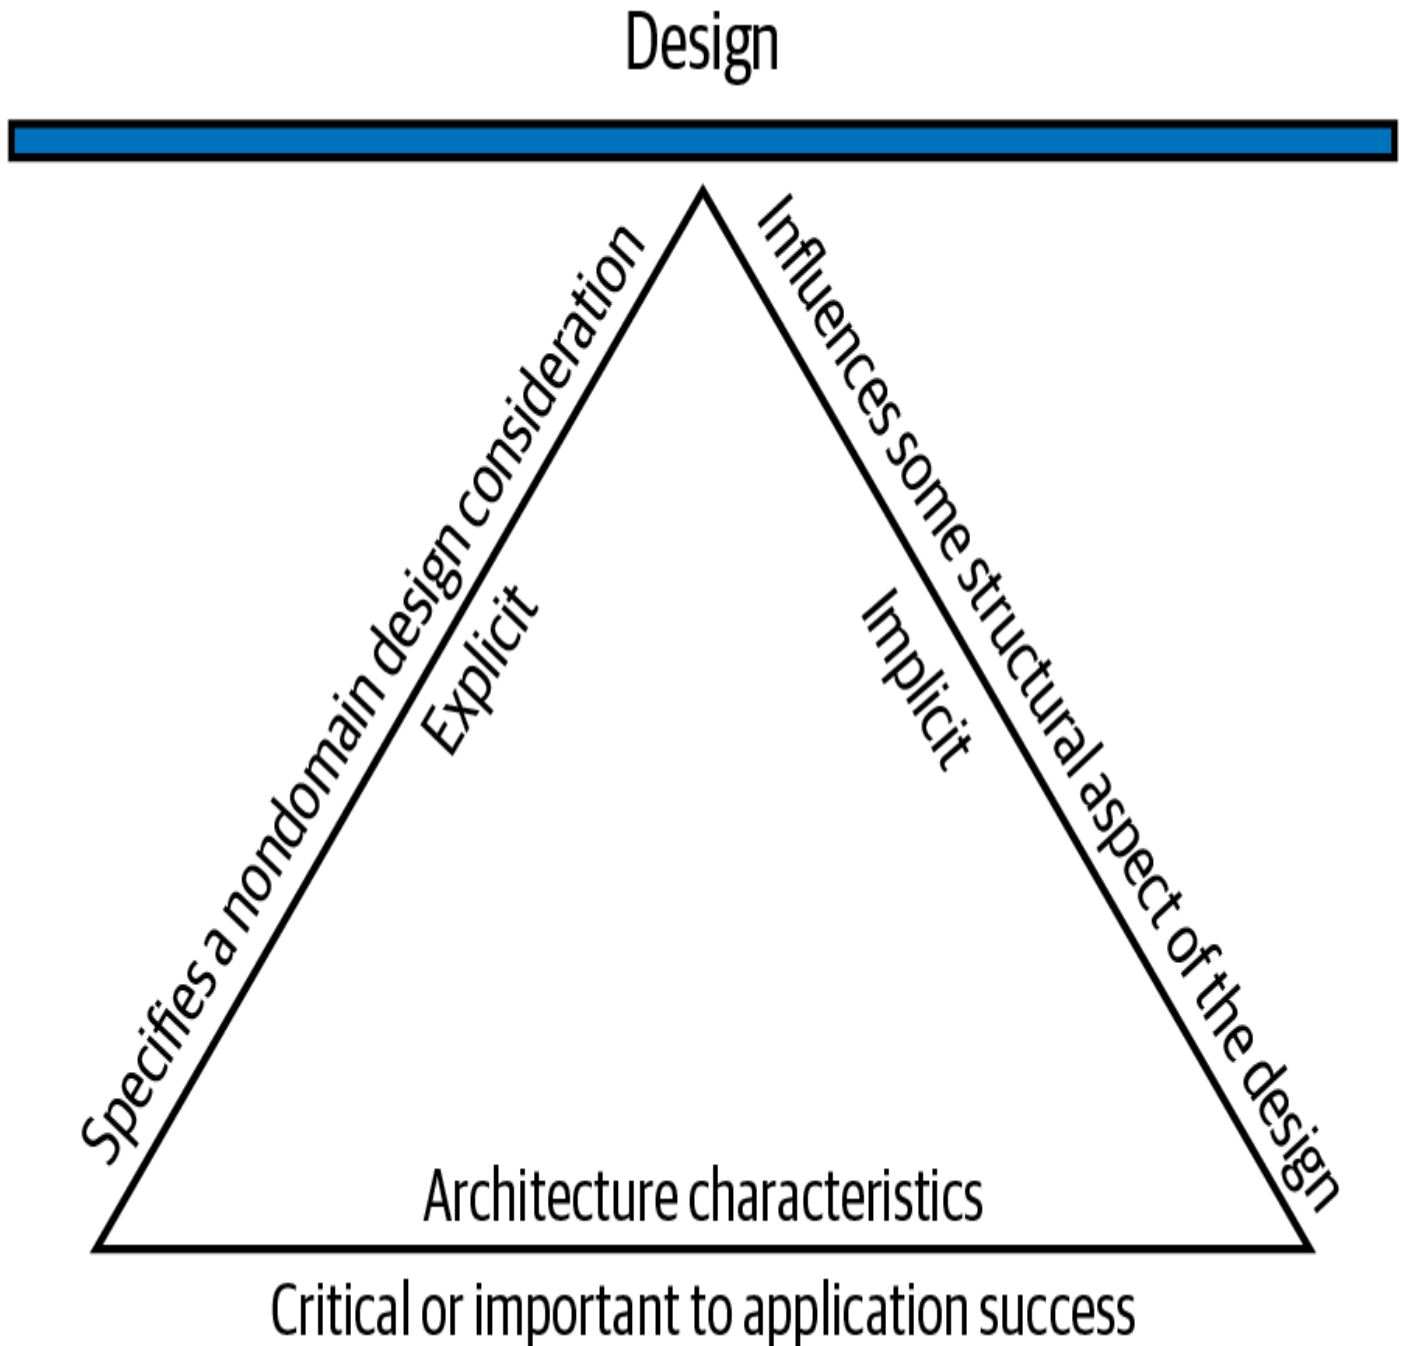 Design
Specifies a nondomain design consideration
Influences some structural aspect of the design
Explicit
Implicit
Architecture characteristics
Critical or important to application success